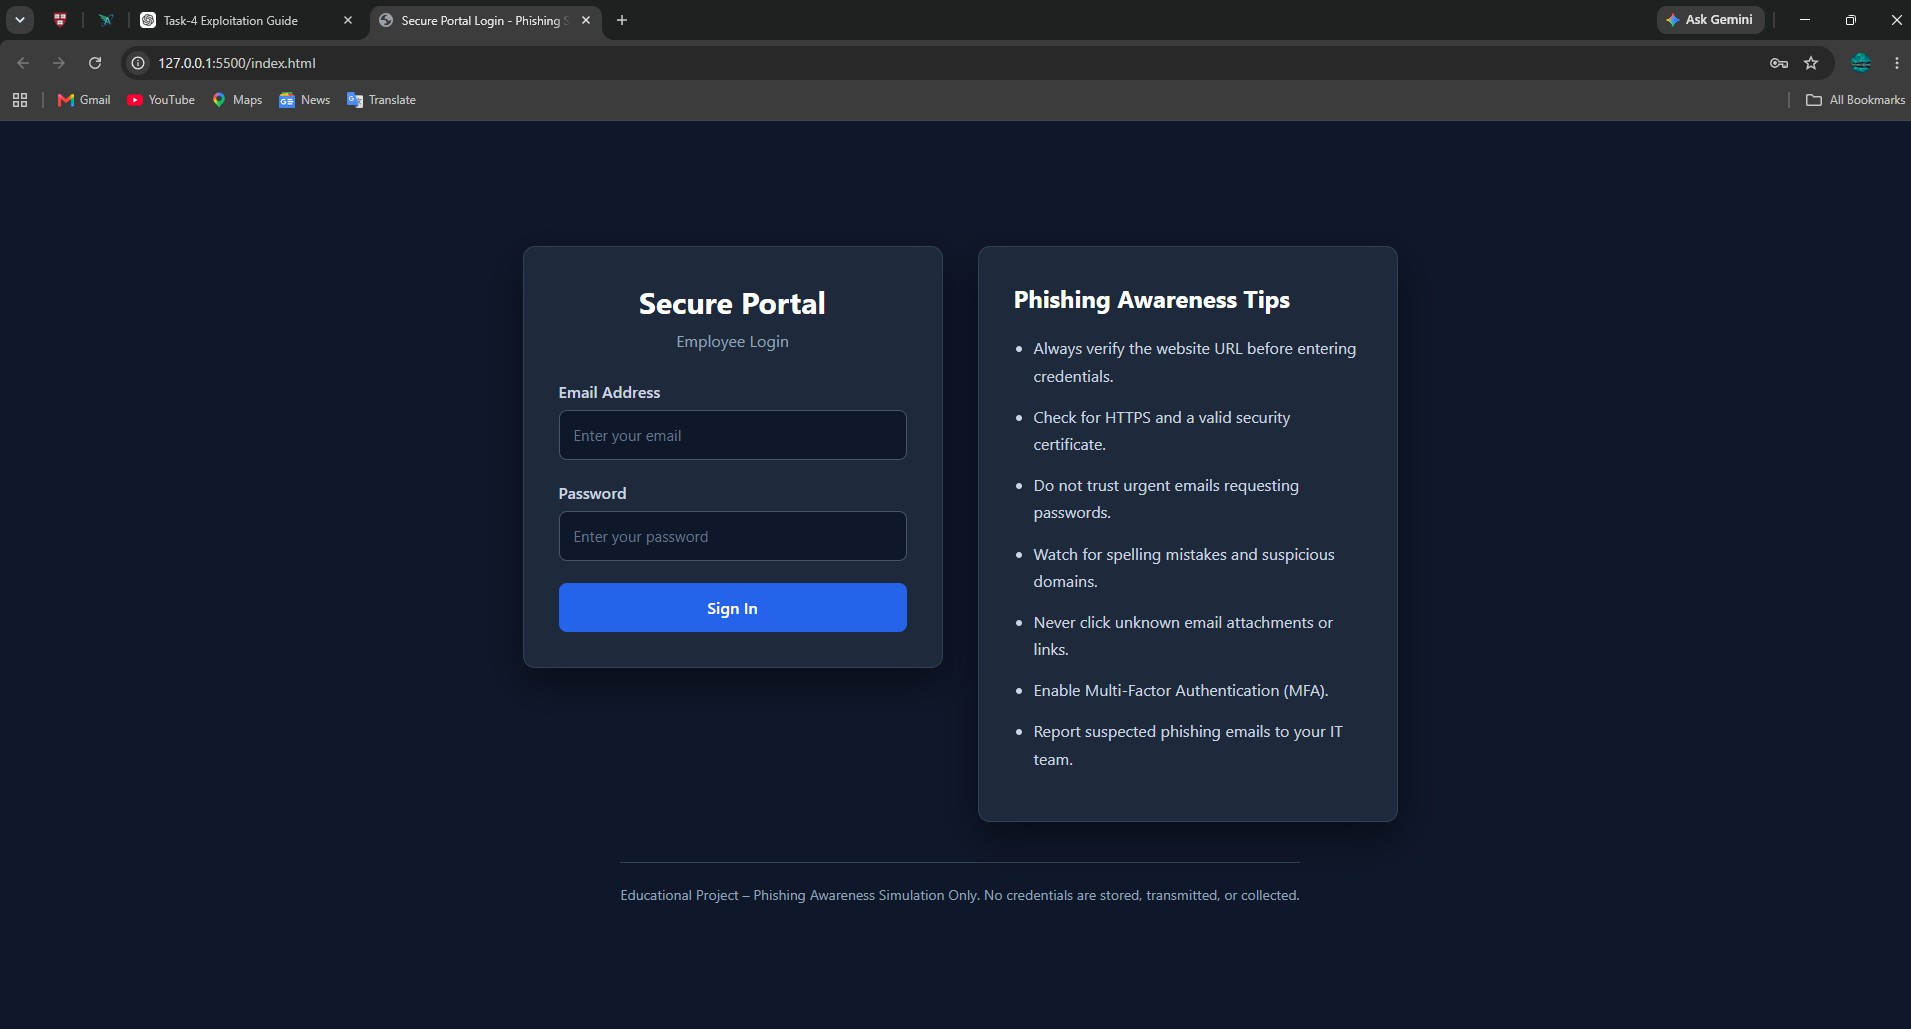 Task-4 Exploitation Guide
Secure Portal Login - Phishing
Ask Gemini
127.0.0.1:5500/index.html
Gmail
YouTube
Maps
News
Translate
All Bookmarks
Secure Portal
Employee Login
Email Address
Enter your email
Password
Enter your password
Sign In
Phishing Awareness Tips
• Always verify the website URL before entering
credentials.
• Check for HTTPS and a valid security
certificate.
• Do not trust urgent emails requesting
passwords.
• Watch for spelling mistakes and suspicious
domains.
• Never click unknown email attachments or
links.
• Enable Multi-Factor Authentication (MFA).
• Report suspected phishing emails to your IT
team.
Educational Project – Phishing Awareness Simulation Only. No credentials are stored, transmitted, or collected.